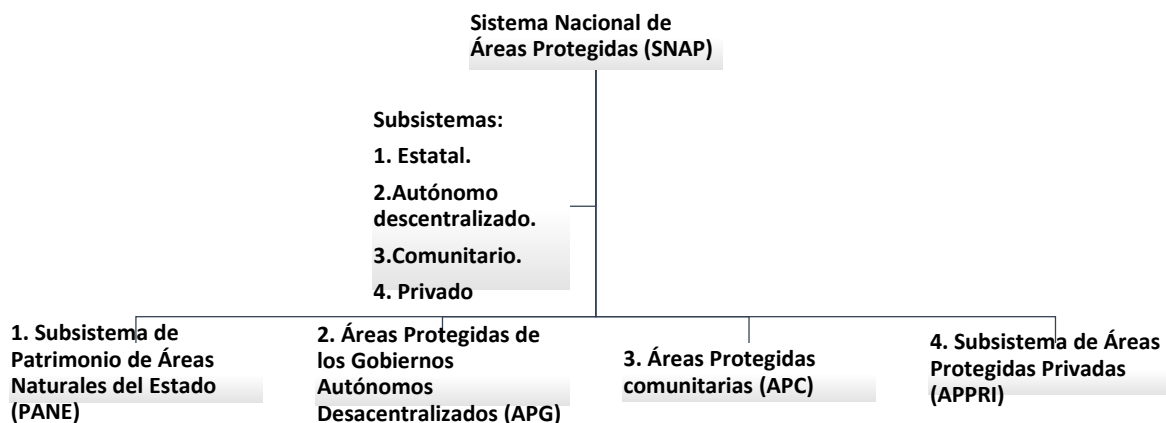 Sistema Nacional de
Áreas Protegidas (SNAP)
Subsistemas:
1. Estatal.
2.Autónomo
descentralizado.
3.Comunitario.
4. Privado
1. Subsistema de
Patrimonio de Áreas
Naturales del Estado
(PANE)
2. Áreas Protegidas de
los Gobiernos
Autónomos
Desacentralizados (APG)
3. Áreas Protegidas
comunitarias (APC)
4. Subsistema de Áreas
Protegidas Privadas
(APPRI)